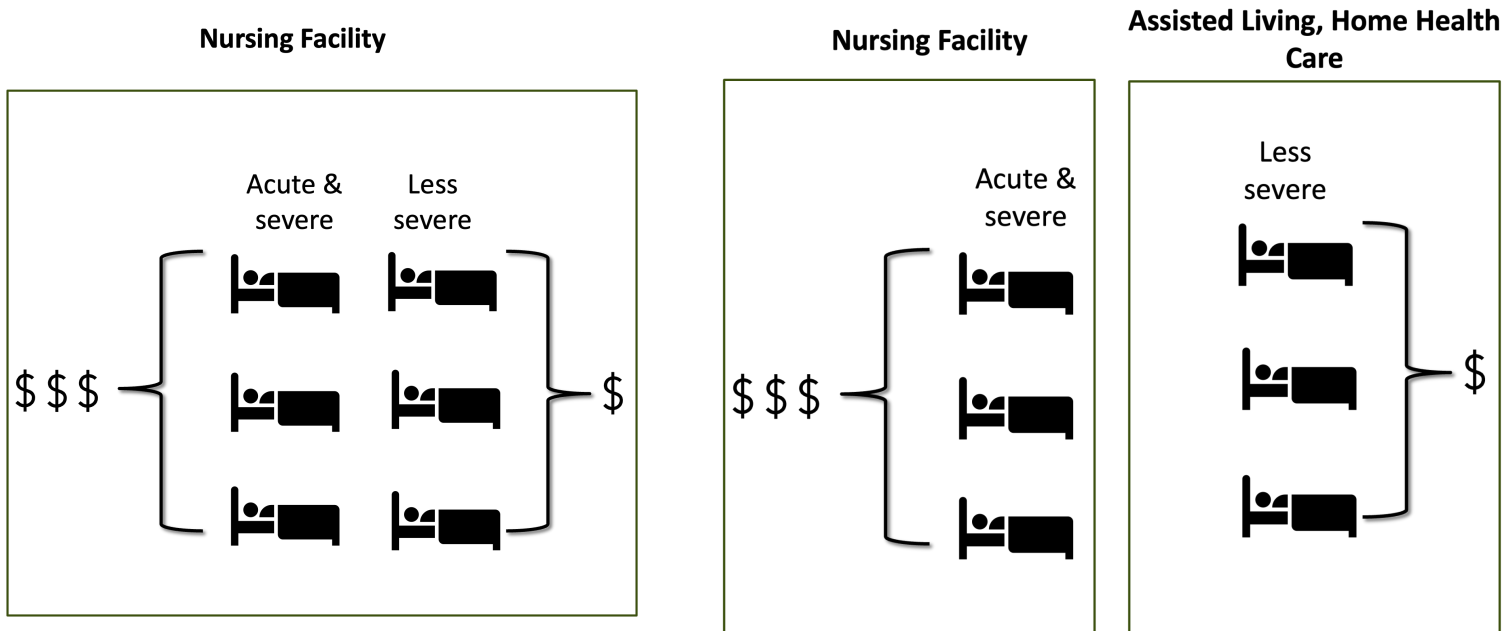 Nursing Facility
Acute &
severe
Less
severe
$ $ $
$
Nursing Facility
Acute &
severe
$ $ $
Assisted Living, Home Health
Care
Less
severe
$